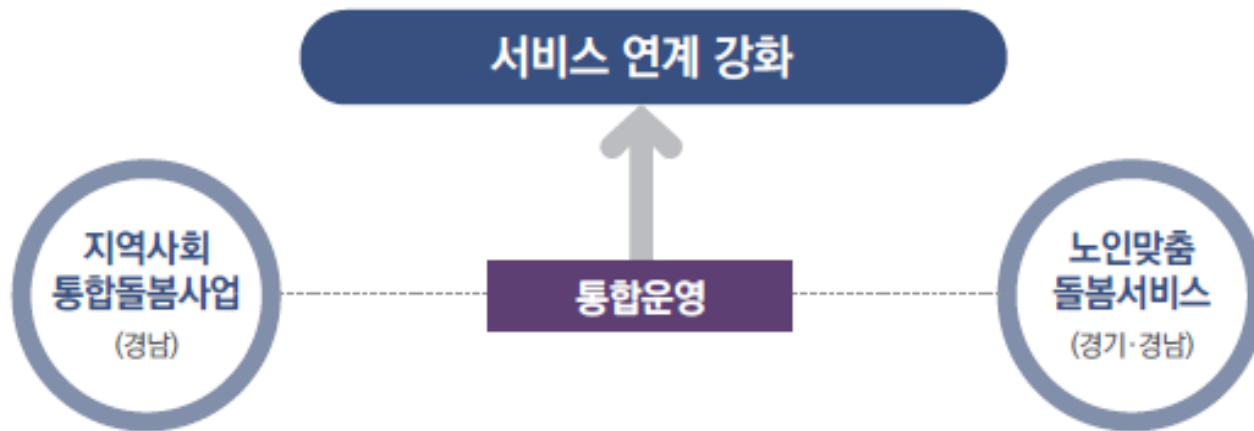 서비스 연계 강화
지역사회
통합돌봄사업
(경남)
통합운영
노인맞춤
돌봄서비스
(경기·경남)